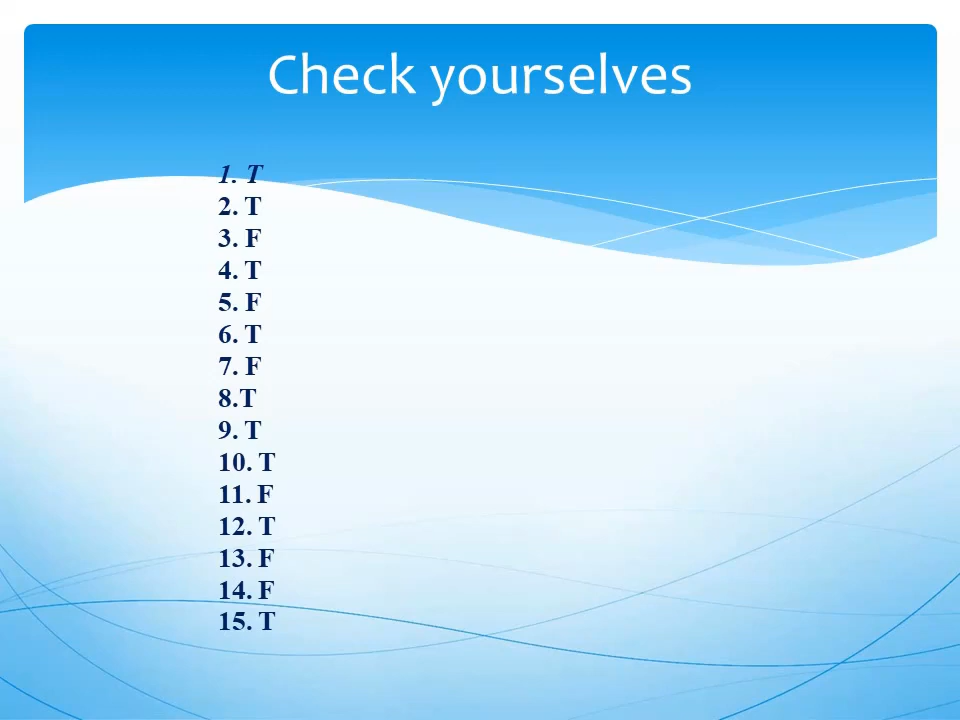 Check yourselves
1. T
2. T
3. F
4. T
5. F
6. T
7. F
8.T
9. T
10. T
11. F
12. T
13. F
14. F
15. T